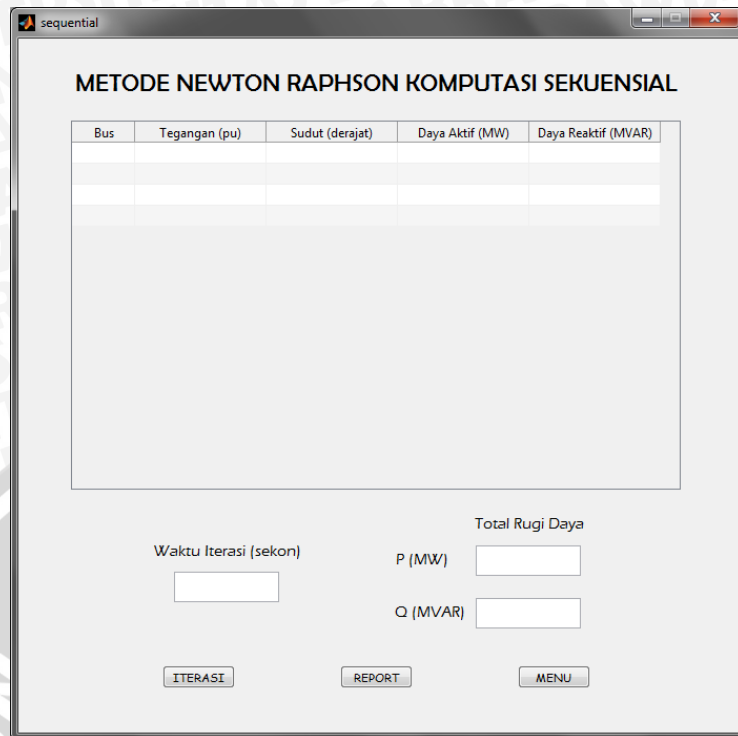 sequential
METODE NEWTON RAPHSON KOMPUTASI SEKUENSIAL
Bus Tegangan (pu) Sudut (derajat) Daya Aktif (MW) Daya Reaktif (MVAR)
Total Rugi Daya
Waktu Iterasi (sekon)
P (MW)
Q (MVAR)
ITERASI REPORT MENU